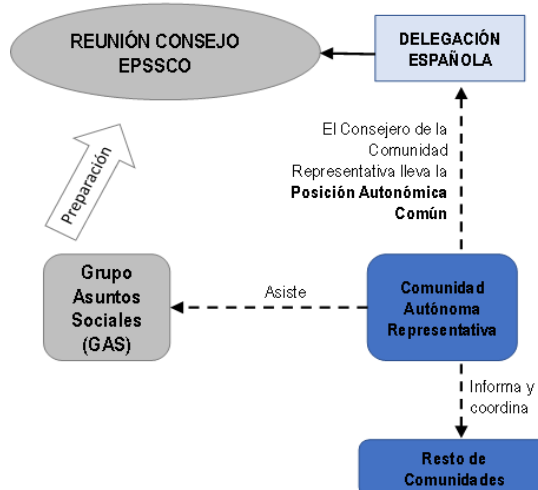 REUNIÓN CONSEJO
EPSSCO
DELEGACIÓN
ESPAÑOLA
El Consejero de la
Comunidad
Representativa lleva la
Posición Autonómica
Común
Preparación
Grupo
Asuntos
Sociales
(GAS)
Asiste
Comunidad
Autónoma
Representativa
Informa y
coordina
Resto de
Comunidades